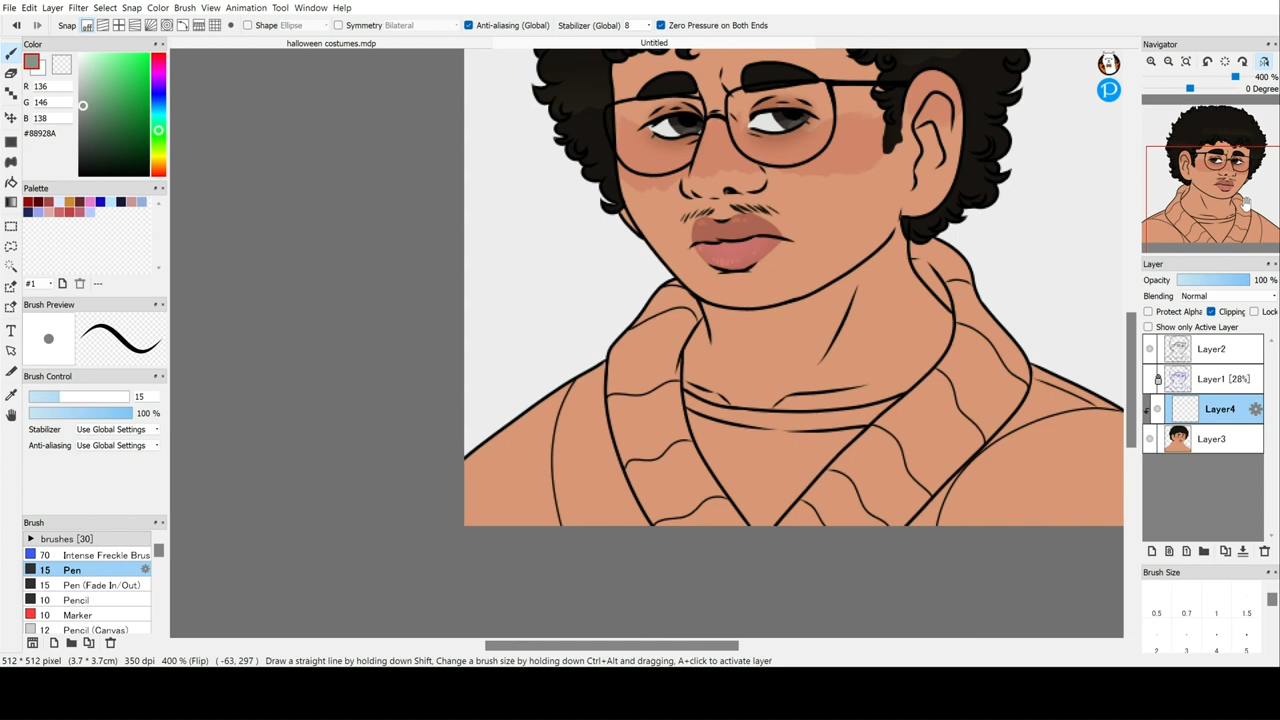 File Edit Layer Filter Select Snap Color Brush View Animation Tool Window Help
Snap off Shape Ellipse Symmetry Bilateral Anti-aliasing (Global) Stabilizer (Global) 8 Zero Pressure on Both Ends
halloween costumes.mdp
Untitled
Color
R 136
G 146
B 138
#88928A
Palette
#1
---
Brush Preview
Brush Control
15
100 %
Stabilizer Use Global Settings
Anti-aliasing Use Global Settings
Brush
brushes [30]
70 Intense Freckle Brus
15 Pen
15 Pen (Fade In/Out)
10 Pencil
10 Marker
12 Pencil (Canvas)
Navigator
400 %
0 Degree
Layer
Opacity 100 %
Blending Normal
Protect Alpha Clipping Lock
Show only Active Layer
Layer2
Layer1 [28%]
Layer4
Layer3
Brush Size
0.5 0.7 1 1.5
2 3 4 5
512 * 512 pixel (3.7 * 3.7cm) 350 dpi 400 % (Flip) ( -63, 297 ) Draw a straight line by holding down Shift, Change a brush size by holding down Ctrl+Alt and dragging, A+click to activate layer